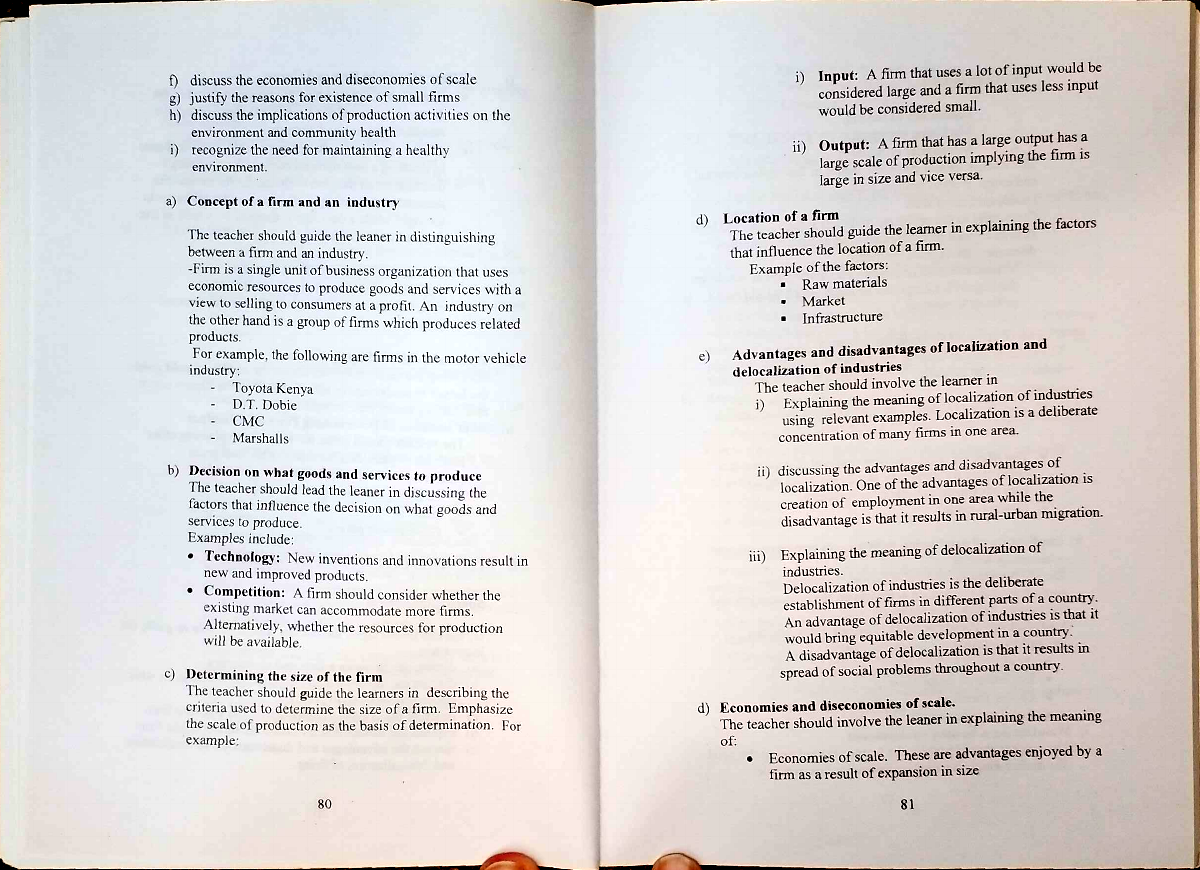 f) discuss the economies and diseconomies of scale
g) justify the reasons for existence of small firms
h) discuss the implications of production activities on the
environment and community health
i) recognize the need for maintaining a healthy
environment.
a) Concept of a firm and an industry
The teacher should guide the leaner in distinguishing
between a firm and an industry.
-Firm is a single unit of business organization that uses
economic resources to produce goods and services with a
view to selling to consumers at a profit. An industry on
the other hand is a group of firms which produces related
products.
For example, the following are firms in the motor vehicle
industry:
- Toyota Kenya
- D.T. Dobie
- CMC
- Marshalls
b) Decision on what goods and services to produce
The teacher should lead the leaner in discussing the
factors that influence the decision on what goods and
services to produce.
Examples include:
• Technology: New inventions and innovations result in
new and improved products.
• Competition: A firm should consider whether the
existing market can accommodate more firms.
Alternatively, whether the resources for production
will be available.
c) Determining the size of the firm
The teacher should guide the learners in describing the
criteria used to determine the size of a firm. Emphasize
the scale of production as the basis of determination. For
example:
80
i) Input: A firm that uses a lot of input would be
considered large and a firm that uses less input
would be considered small.
ii) Output: A firm that has a large output has a
large scale of production implying the firm is
large in size and vice versa.
d) Location of a firm
The teacher should guide the learner in explaining the factors
that influence the location of a firm.
Example of the factors:
▪ Raw materials
▪ Market
▪ Infrastructure
e) Advantages and disadvantages of localization and
delocalization of industries
The teacher should involve the learner in
i) Explaining the meaning of localization of industries
using relevant examples. Localization is a deliberate
concentration of many firms in one area.
ii) discussing the advantages and disadvantages of
localization. One of the advantages of localization is
creation of employment in one area while the
disadvantage is that it results in rural-urban migration.
iii) Explaining the meaning of delocalization of
industries.
Delocalization of industries is the deliberate
establishment of firms in different parts of a country.
An advantage of delocalization of industries is that it
would bring equitable development in a country.
A disadvantage of delocalization is that it results in
spread of social problems throughout a country.
d) Economies and diseconomies of scale.
The teacher should involve the leaner in explaining the meaning
of:
• Economies of scale. These are advantages enjoyed by a
firm as a result of expansion in size
81